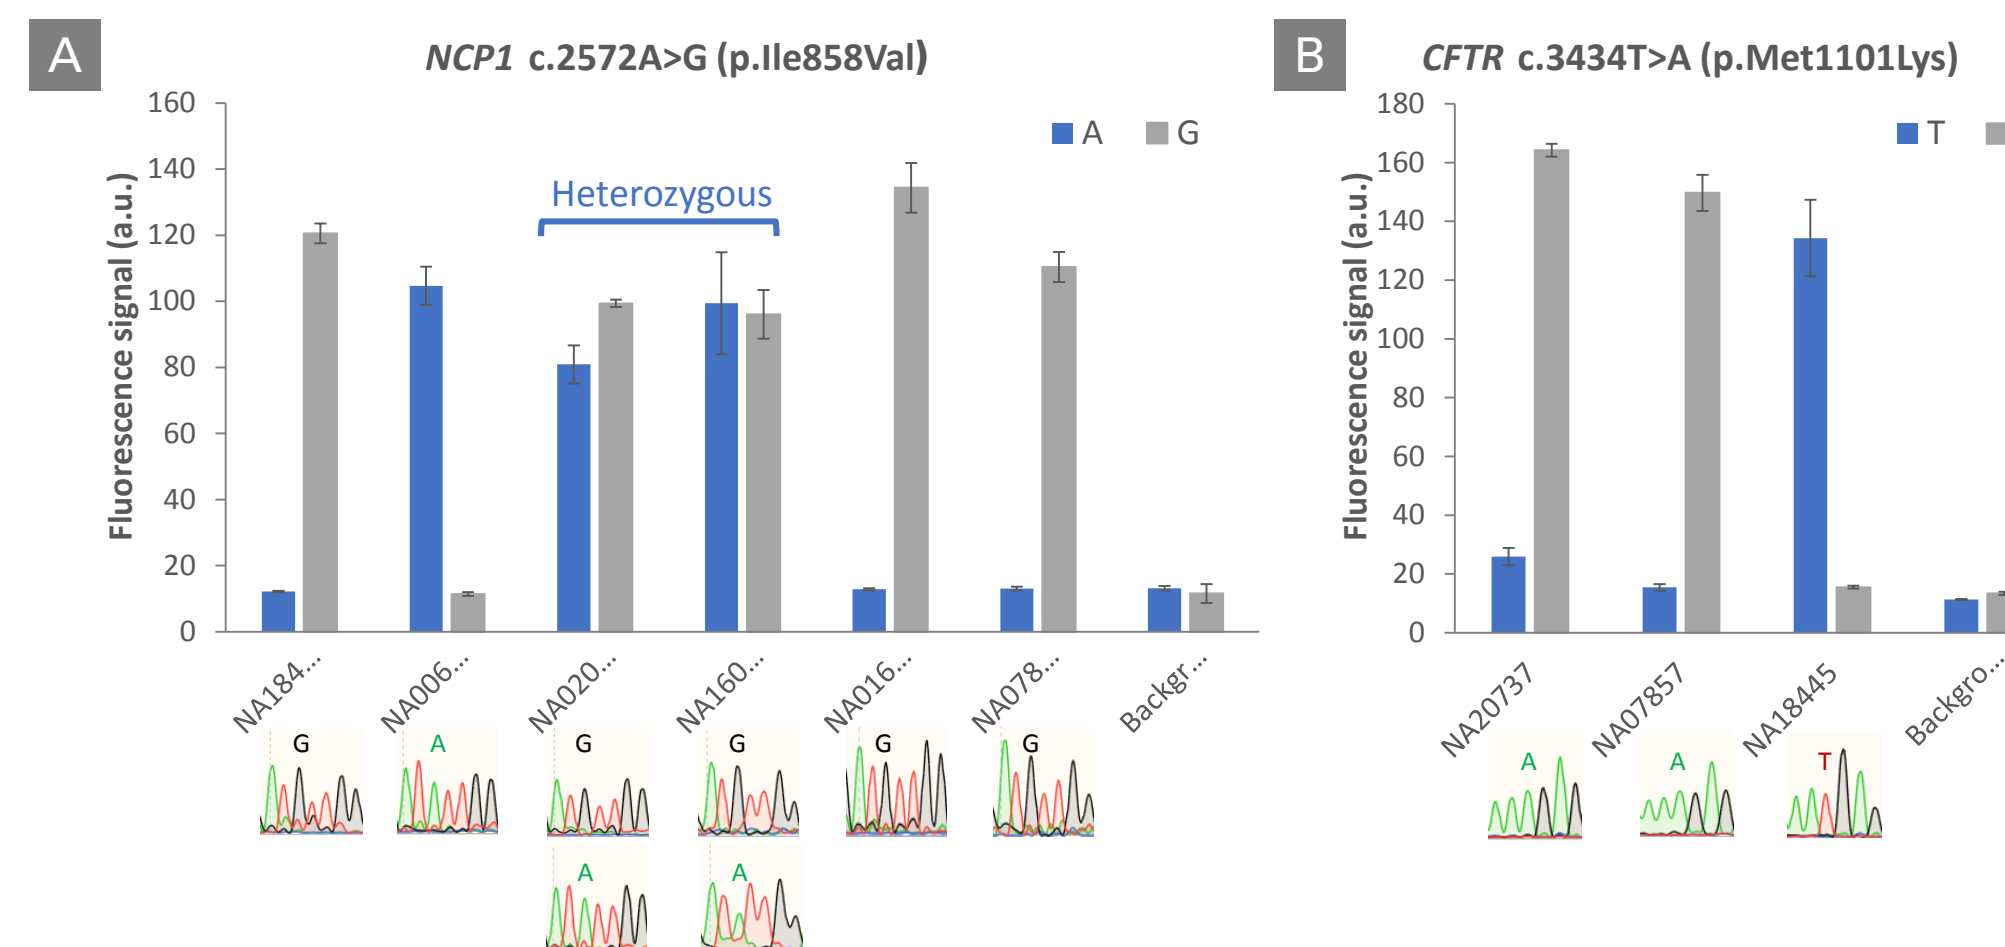 A
NCP1 c.2572A>G (p.Ile858Val)
160
140
120
100
80
60
40
20
0
Fluorescence signal (a.u.)
A
G
Heterozygous
NA184...
NA006...
NA020...
NA160...
NA016...
NA078...
Backgr...
G
A
G
G
G
G
A
A
B
CFTR c.3434T>A (p.Met1101Lys)
180
160
140
120
100
80
60
40
20
0
Fluorescence signal (a.u.)
T
NA20737
NA07857
NA18445
Backgro...
A
A
T